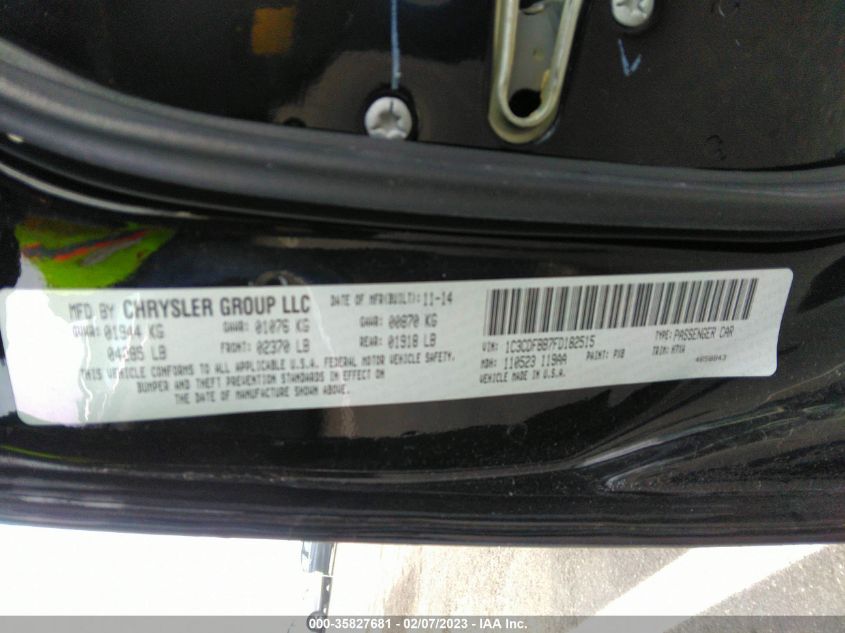 MFD BY CHRYSLER GROUP LLC DATE OF MFR(BUILT):11-14
GVWR:01944 KG GAWR:01076 KG GAWR:00870 KG
04285 LB FRONT:02370 LB REAR:01918 LB
THIS VEHICLE CONFORMS TO ALL APPLICABLE U.S.A. FEDERAL MOTOR VEHICLE SAFETY,
BUMPER AND THEFT PREVENTION STANDARDS IN EFFECT ON
THE DATE OF MANUFACTURE SHOWN ABOVE.
VIN: 1C3CDFBB7FD182515 TYPE: PASSENGER CAR
MDH: 110523 119AA PAINT: PX8 TRIM:
VEHICLE MADE IN U.S.A. 4650843
000-35827681 - 02/07/2023 - IAA Inc.